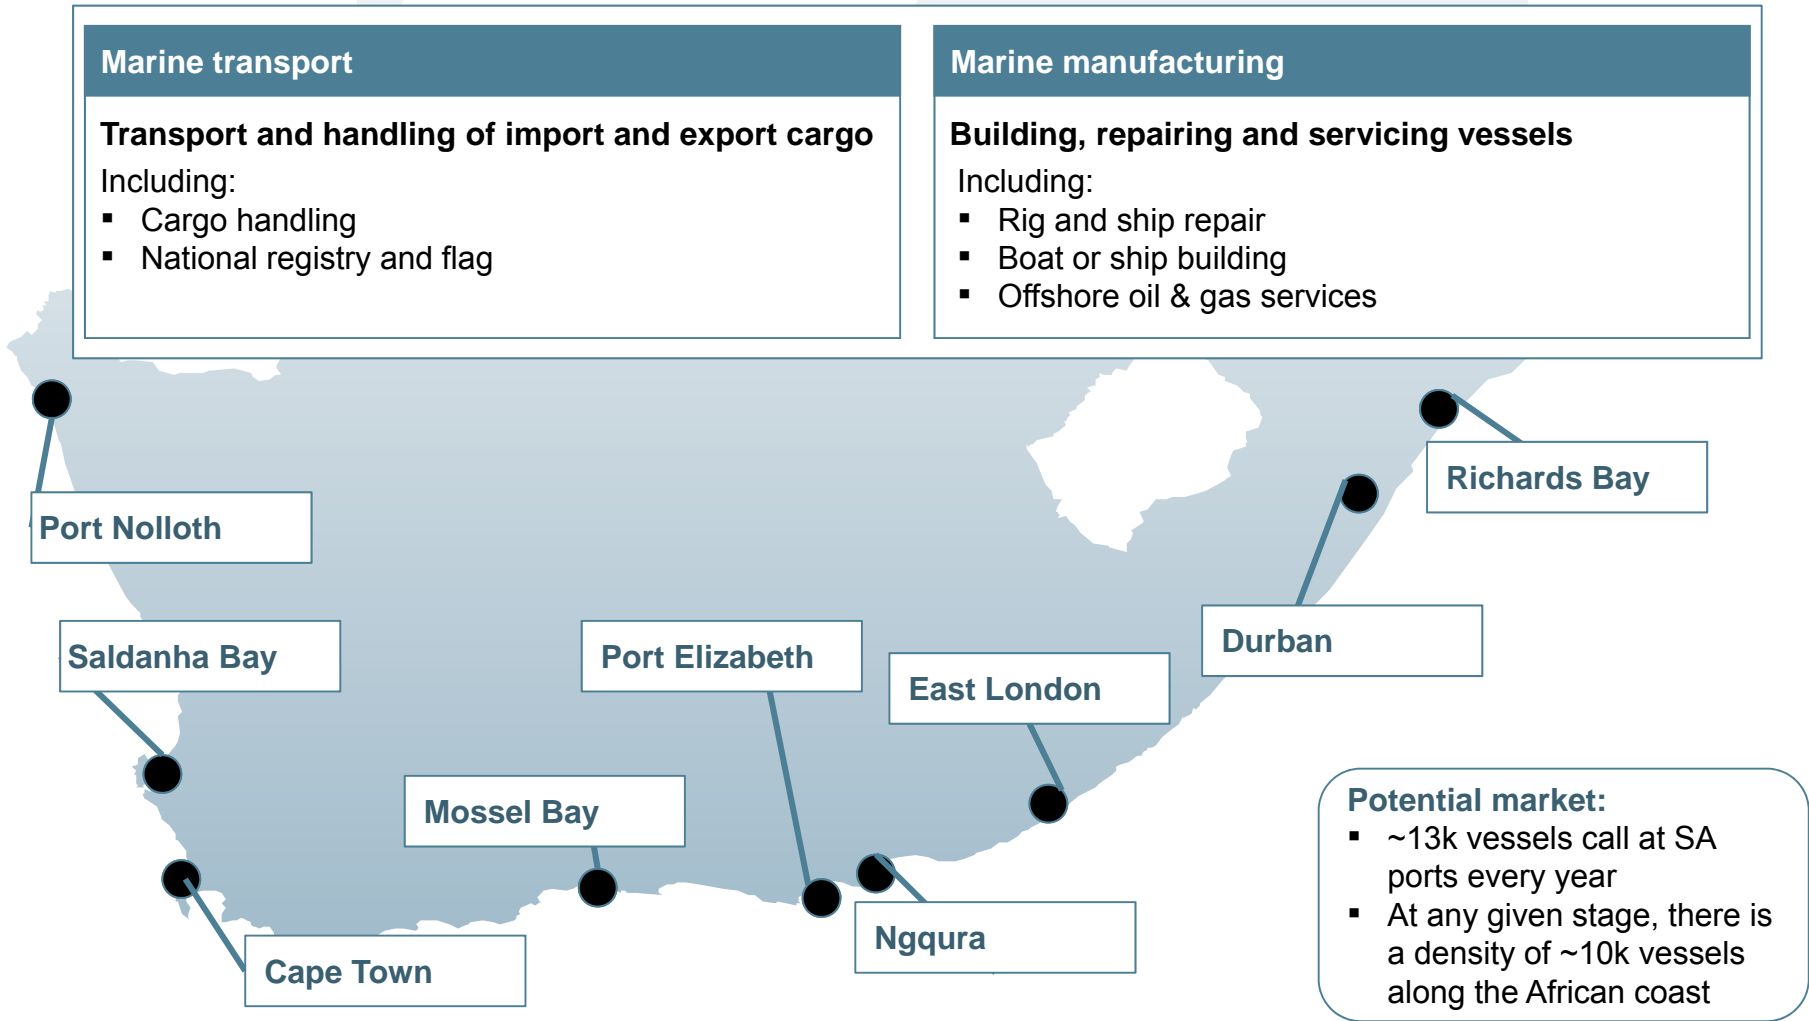 Marine transport
Transport and handling of import and export cargo
Including:
▪ Cargo handling
▪ National registry and flag
Marine manufacturing
Building, repairing and servicing vessels
Including:
▪ Rig and ship repair
▪ Boat or ship building
▪ Offshore oil & gas services
Richards Bay
Port Nolloth
Durban
Saldanha Bay
Port Elizabeth
East London
Mossel Bay
Ngqura
Cape Town
Potential market:
▪ ~13k vessels call at SA
ports every year
▪ At any given stage, there is
a density of ~10k vessels
along the African coast